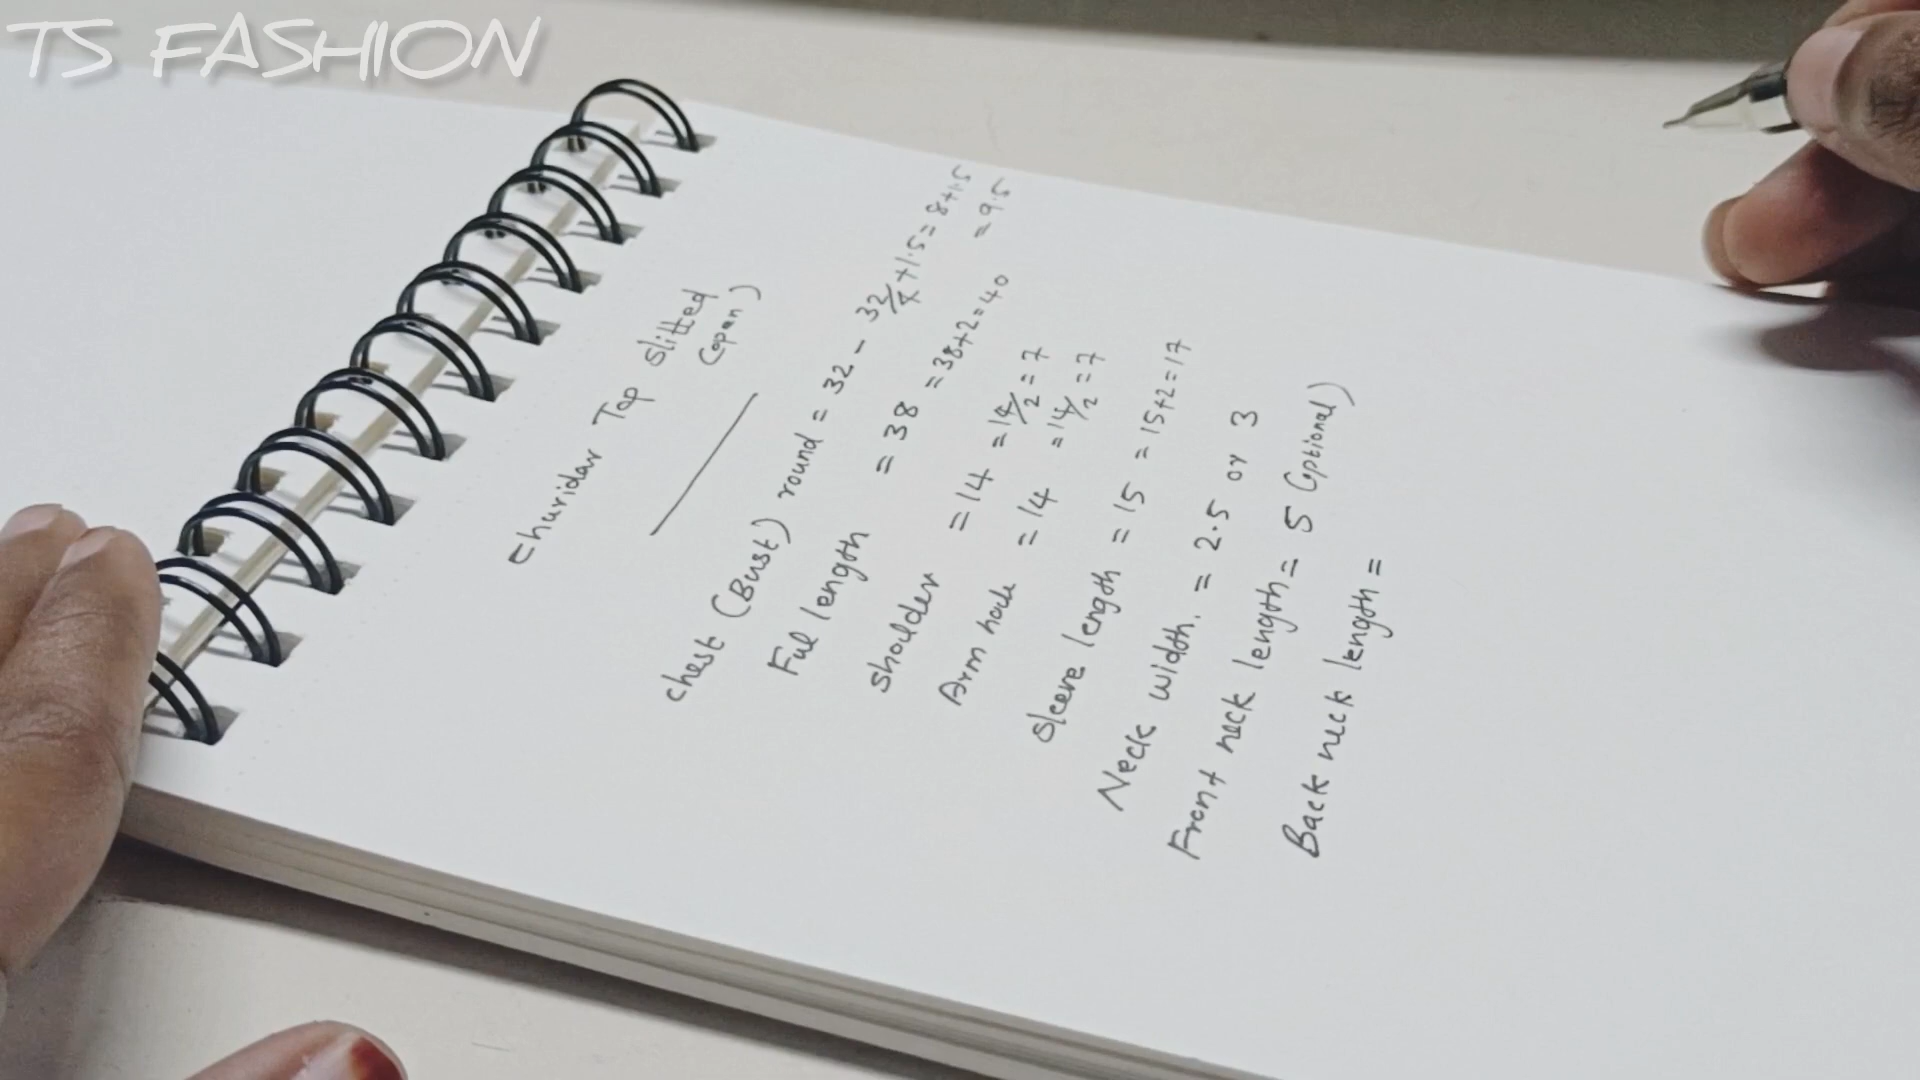 TS FASHION
churidar Top slitted
(open)
chest (Bust) round = 32 - 32/4 + 1.5 = 8+1.5
= 9.5
Ful length = 38 = 38+2=40
shoulder = 14 = 14/2 = 7
Arm hole = 14 = 14/2 = 7
Sleeve length = 15 = 15+2=17
Neck width. = 2.5 or 3
Front neck length = 5 (optional)
Back neck length =